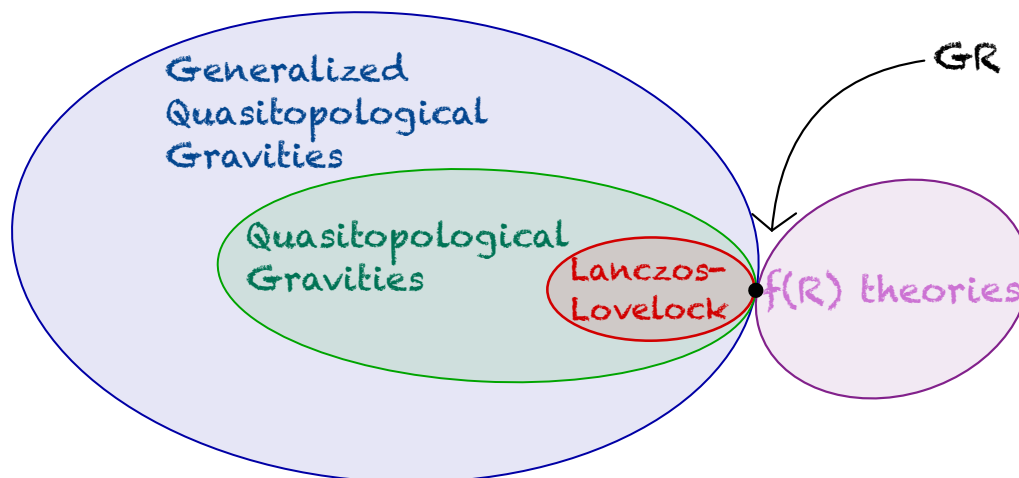 GR
Generalized
Quasitopological
Gravities
Quasitopological
Gravities
Lanczos-
Lovelock
f(R) theories